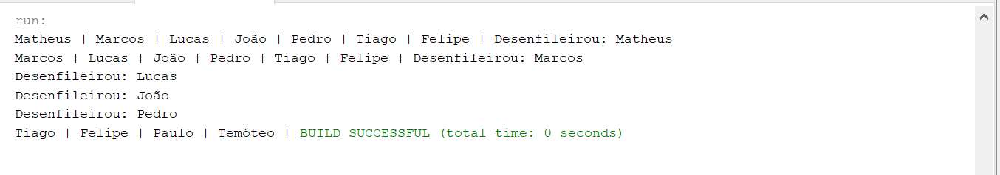 run:
Matheus | Marcos | Lucas | João | Pedro | Tiago | Felipe | Desenfileirou: Matheus
Marcos | Lucas | João | Pedro | Tiago | Felipe | Desenfileirou: Marcos
Desenfileirou: Lucas
Desenfileirou: João
Desenfileirou: Pedro
Tiago | Felipe | Paulo | Temóteo | BUILD SUCCESSFUL (total time: 0 seconds)